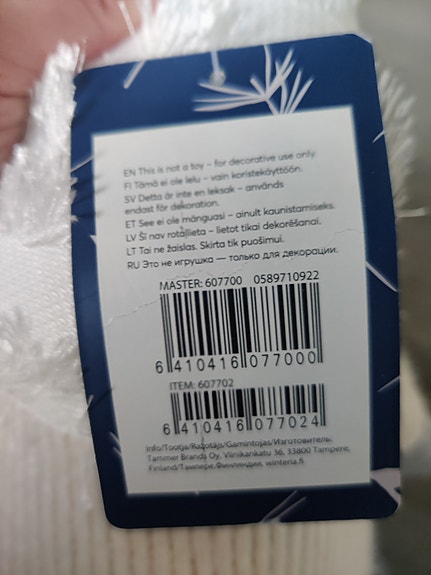 EN This is not a toy – for decorative use only.
FI Tämä ei ole lelu – vain koristekäyttöön.
SV Detta är inte en leksak – används
endast för dekoration.
ET See ei ole mänguasi – ainult kaunistamiseks.
LV Šī nav rotaļlieta – lietot tikai dekorēšanai.
LT Tai ne žaislas. Skirta tik puošimui.
RU Это не игрушка — только для декорации.
MASTER: 607700 0589710922
6 410416 077000
ITEM: 607702
6 410416 077024
Info/Tootja/Ražotājs/Gamintojas/Изготовитель:
Tammer Brands Oy, Viinikankatu 36, 33800 Tampere,
Finland/Тампере, Финляндия, winteria.fi